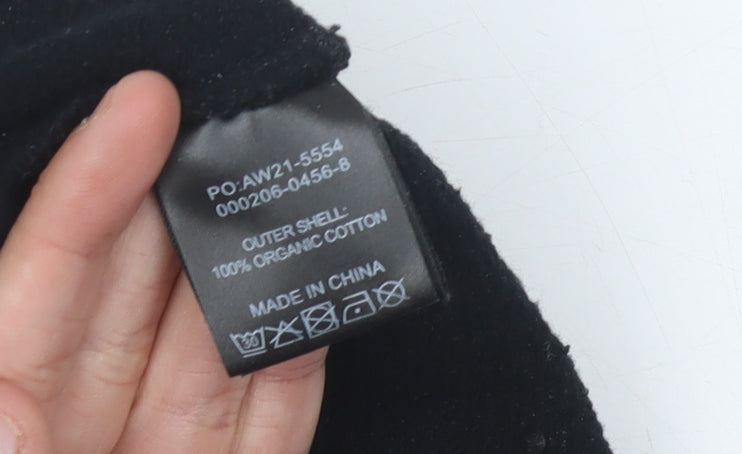 PO:AW21-5554
000206-0456-8
OUTER SHELL:
100% ORGANIC COTTON
MADE IN CHINA
30